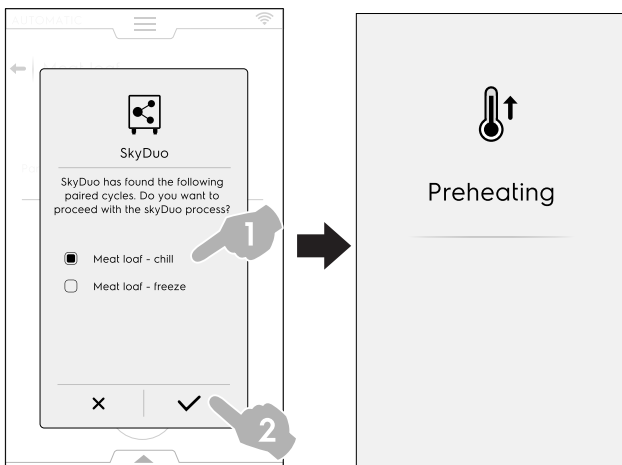 AUTOMATIC
SkyDuo
SkyDuo has found the following
paired cycles. Do you want to
proceed with the skyDuo process?
Meat loaf - chill
Meat loaf - freeze
1
2
Preheating